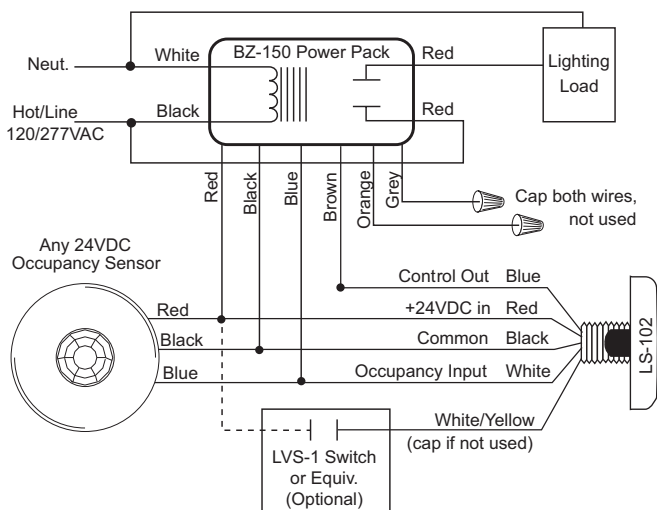 BZ-150 Power Pack
White
Red
Neut.
Lighting
Load
Hot/Line
120/277VAC
Black
Red
Red
Black
Blue
Brown
Orange
Grey
Cap both wires,
not used
Any 24VDC
Occupancy Sensor
Control Out Blue
Red
+24VDC in Red
Black
Common Black
Blue
Occupancy Input White
LS-102
White/Yellow
(cap if not used)
LVS-1 Switch
or Equiv.
(Optional)